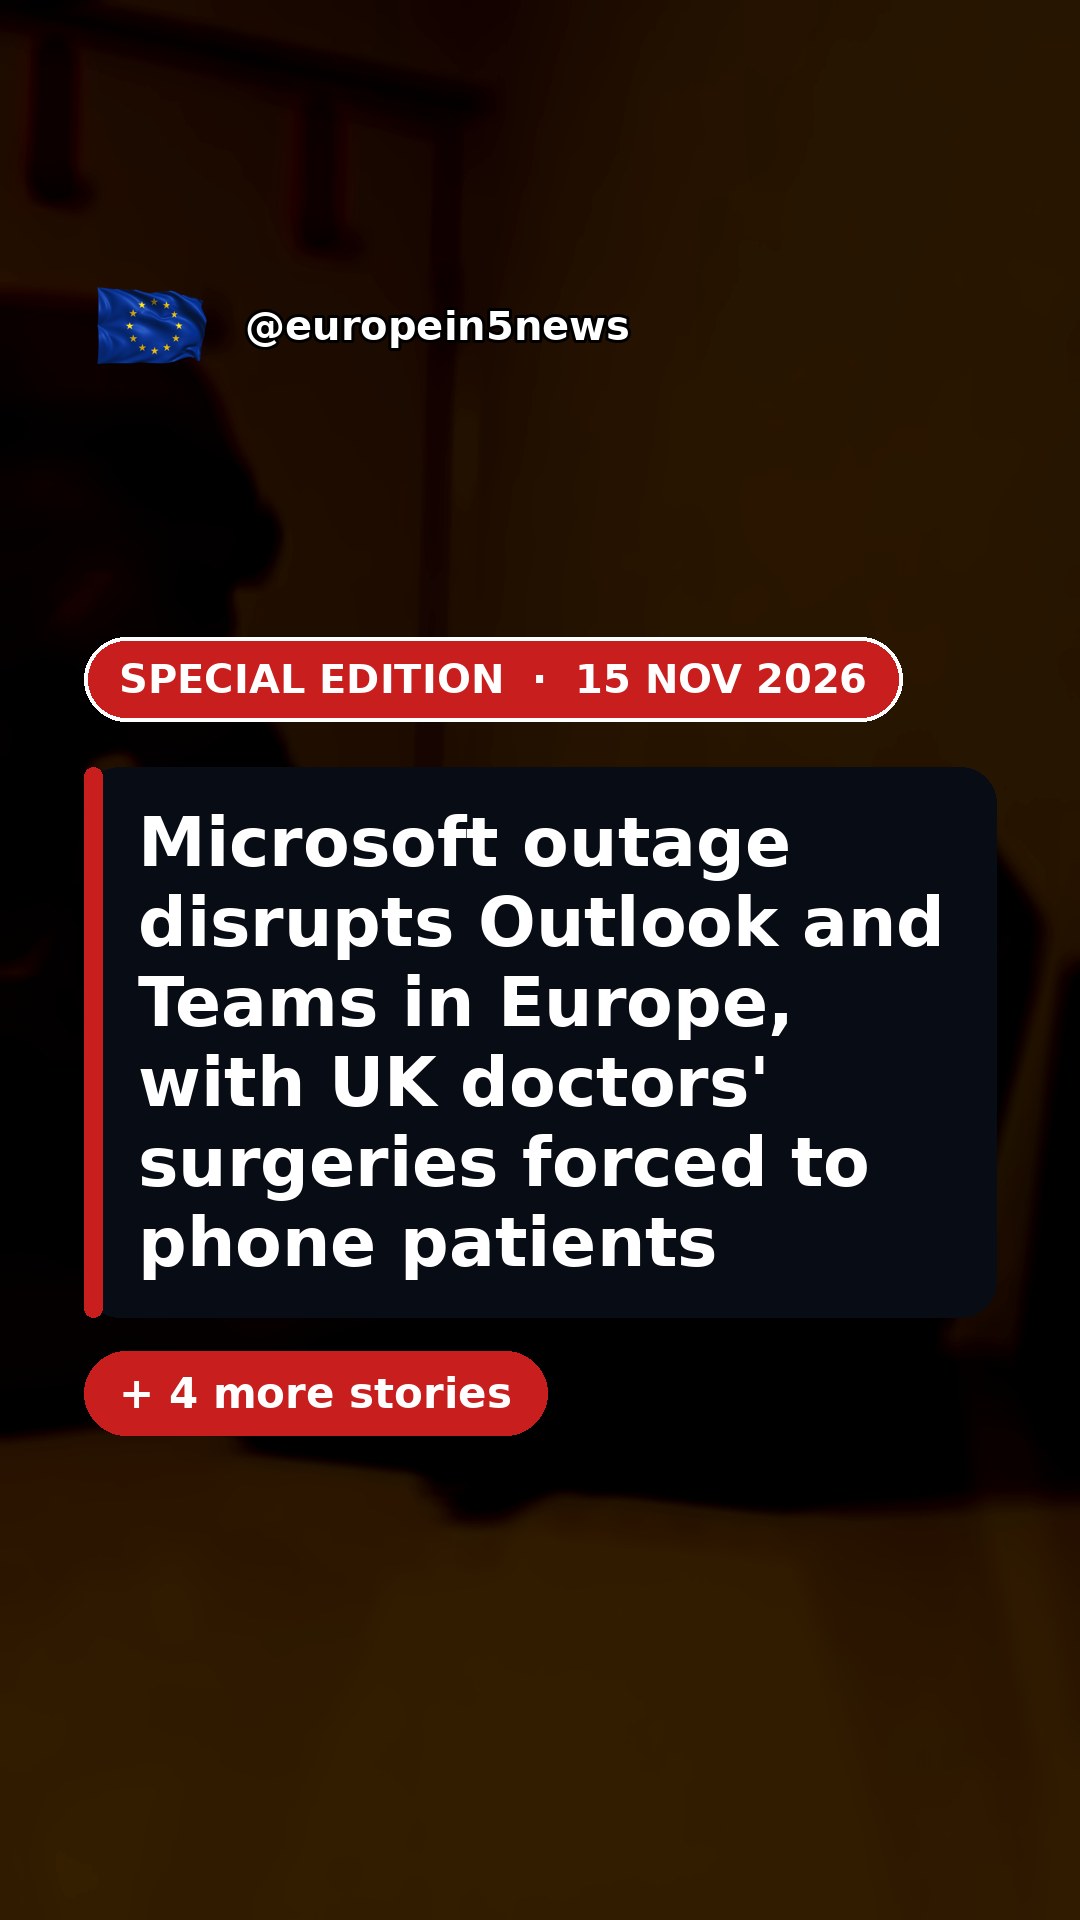 @europein5news
SPECIAL EDITION · 15 NOV 2026
Microsoft outage
disrupts Outlook and
Teams in Europe,
with UK doctors'
surgeries forced to
phone patients
+ 4 more stories